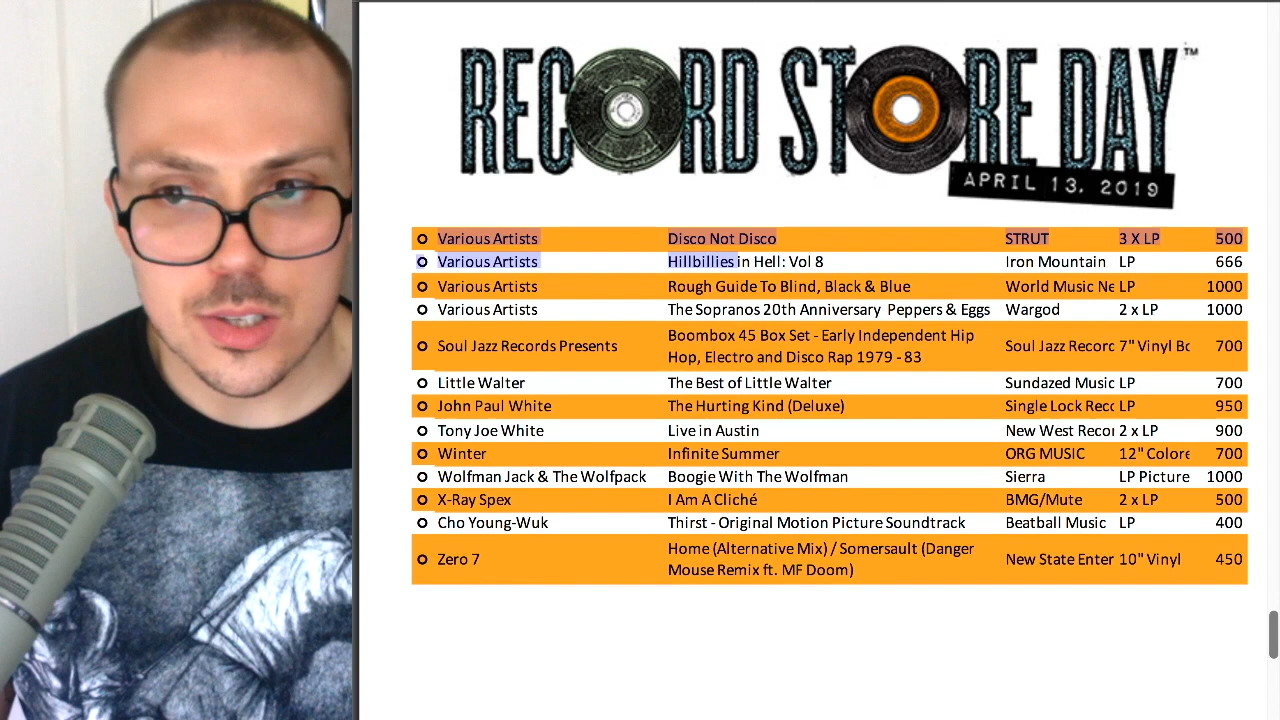 RECORD STORE DAY™
APRIL 13, 2019
Various Artists Disco Not Disco STRUT 3 X LP 500
Various Artists Hillbillies in Hell: Vol 8 Iron Mountain LP 666
Various Artists Rough Guide To Blind, Black & Blue World Music Ne LP 1000
Various Artists The Sopranos 20th Anniversary Peppers & Eggs Wargod 2 x LP 1000
Soul Jazz Records Presents Boombox 45 Box Set - Early Independent Hip Hop, Electro and Disco Rap 1979 - 83 Soul Jazz Record 7" Vinyl Bo 700
Little Walter The Best of Little Walter Sundazed Music LP 700
John Paul White The Hurting Kind (Deluxe) Single Lock Reco LP 950
Tony Joe White Live in Austin New West Recor 2 x LP 900
Winter Infinite Summer ORG MUSIC 12" Colore 700
Wolfman Jack & The Wolfpack Boogie With The Wolfman Sierra LP Picture 1000
X-Ray Spex I Am A Cliché BMG/Mute 2 x LP 500
Cho Young-Wuk Thirst - Original Motion Picture Soundtrack Beatball Music LP 400
Zero 7 Home (Alternative Mix) / Somersault (Danger Mouse Remix ft. MF Doom) New State Enter 10" Vinyl 450